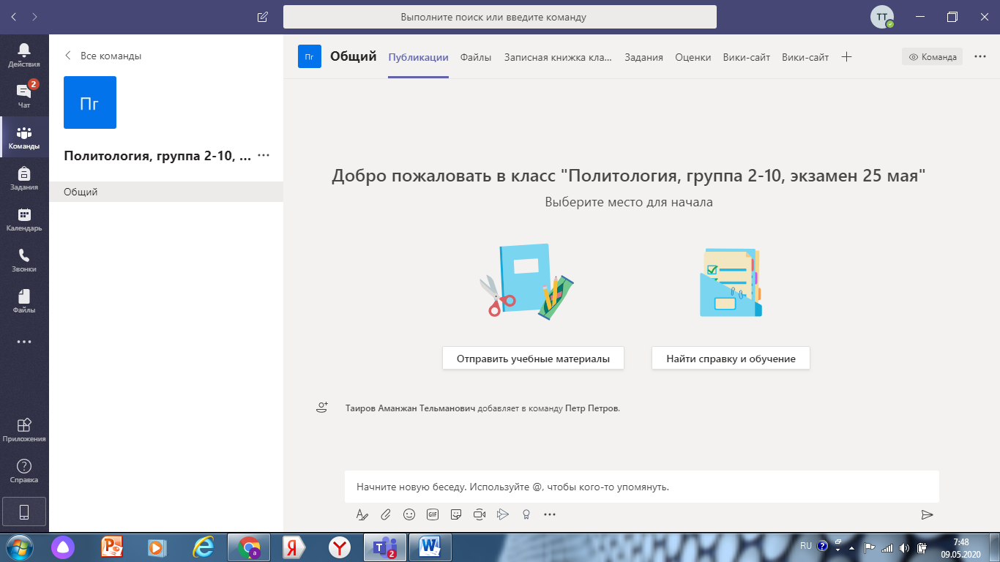 Выполните поиск или введите команду
TT
Действия
2
Чат
Команды
Задания
Календарь
Звонки
Файлы
Приложения
Справка
Все команды
Пг
Политология, группа 2-10, ...
Общий
Пг
Общий
Публикации Файлы Записная книжка кла... Задания Оценки Вики-сайт Вики-сайт
Команда
Добро пожаловать в класс "Политология, группа 2-10, экзамен 25 мая"
Выберите место для начала
Отправить учебные материалы
Найти справку и обучение
Таиров Аманжан Тельманович добавляет в команду Петр Петров.
Начните новую беседу. Используйте @, чтобы кого-то упомянуть.
GIF
a
Я
Y
2
W
RU
7:48
09.05.2020